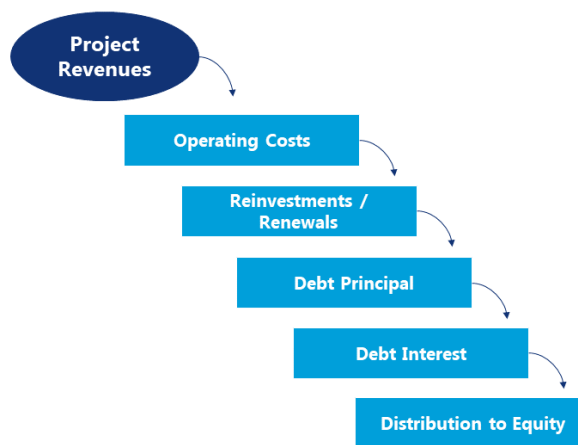 Project
Revenues
Operating Costs
Reinvestments /
Renewals
Debt Principal
Debt Interest
Distribution to Equity